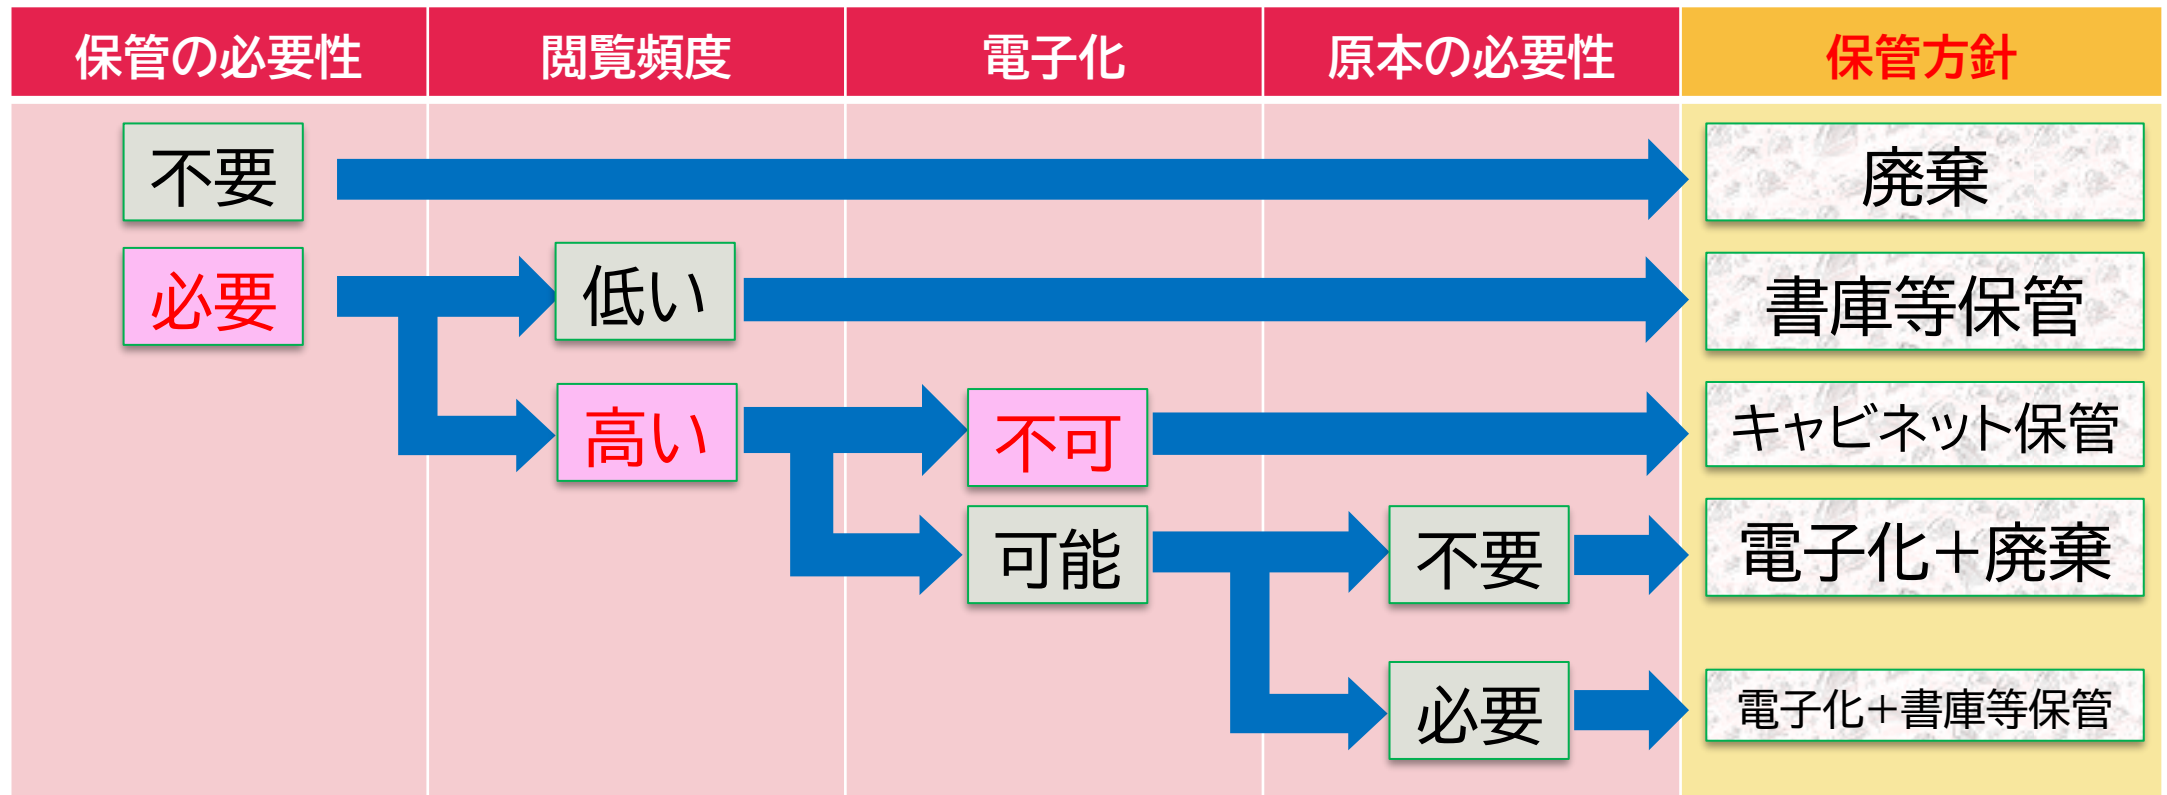 保管の必要性
閲覧頻度
電子化
原本の必要性
保管方針
不要
廃棄
必要
低い
書庫等保管
高い
不可
キャビネット保管
可能
不要
電子化＋廃棄
必要
電子化＋書庫等保管